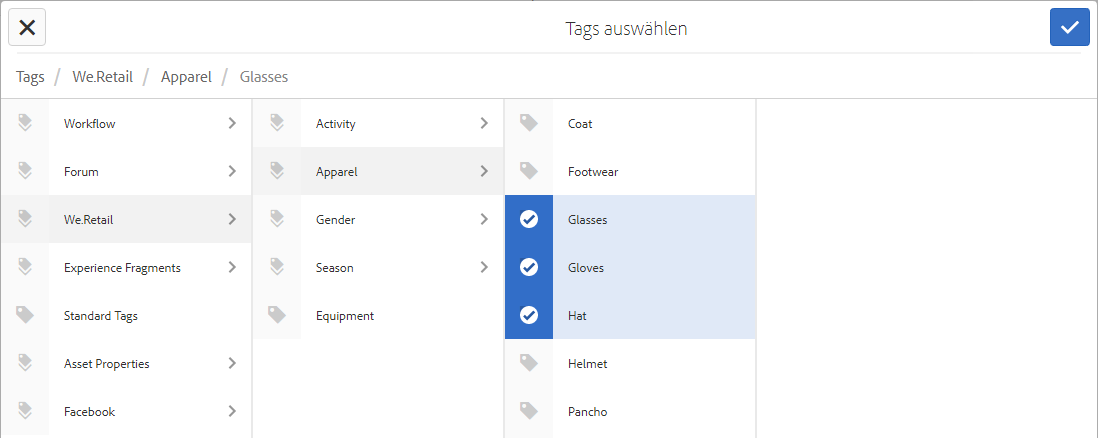 Tags auswählen
Tags / We.Retail / Apparel / Glasses
Workflow
Forum
We.Retail
Experience Fragments
Standard Tags
Asset Properties
Facebook
Activity
Apparel
Gender
Season
Equipment
Coat
Footwear
Glasses
Gloves
Hat
Helmet
Pancho